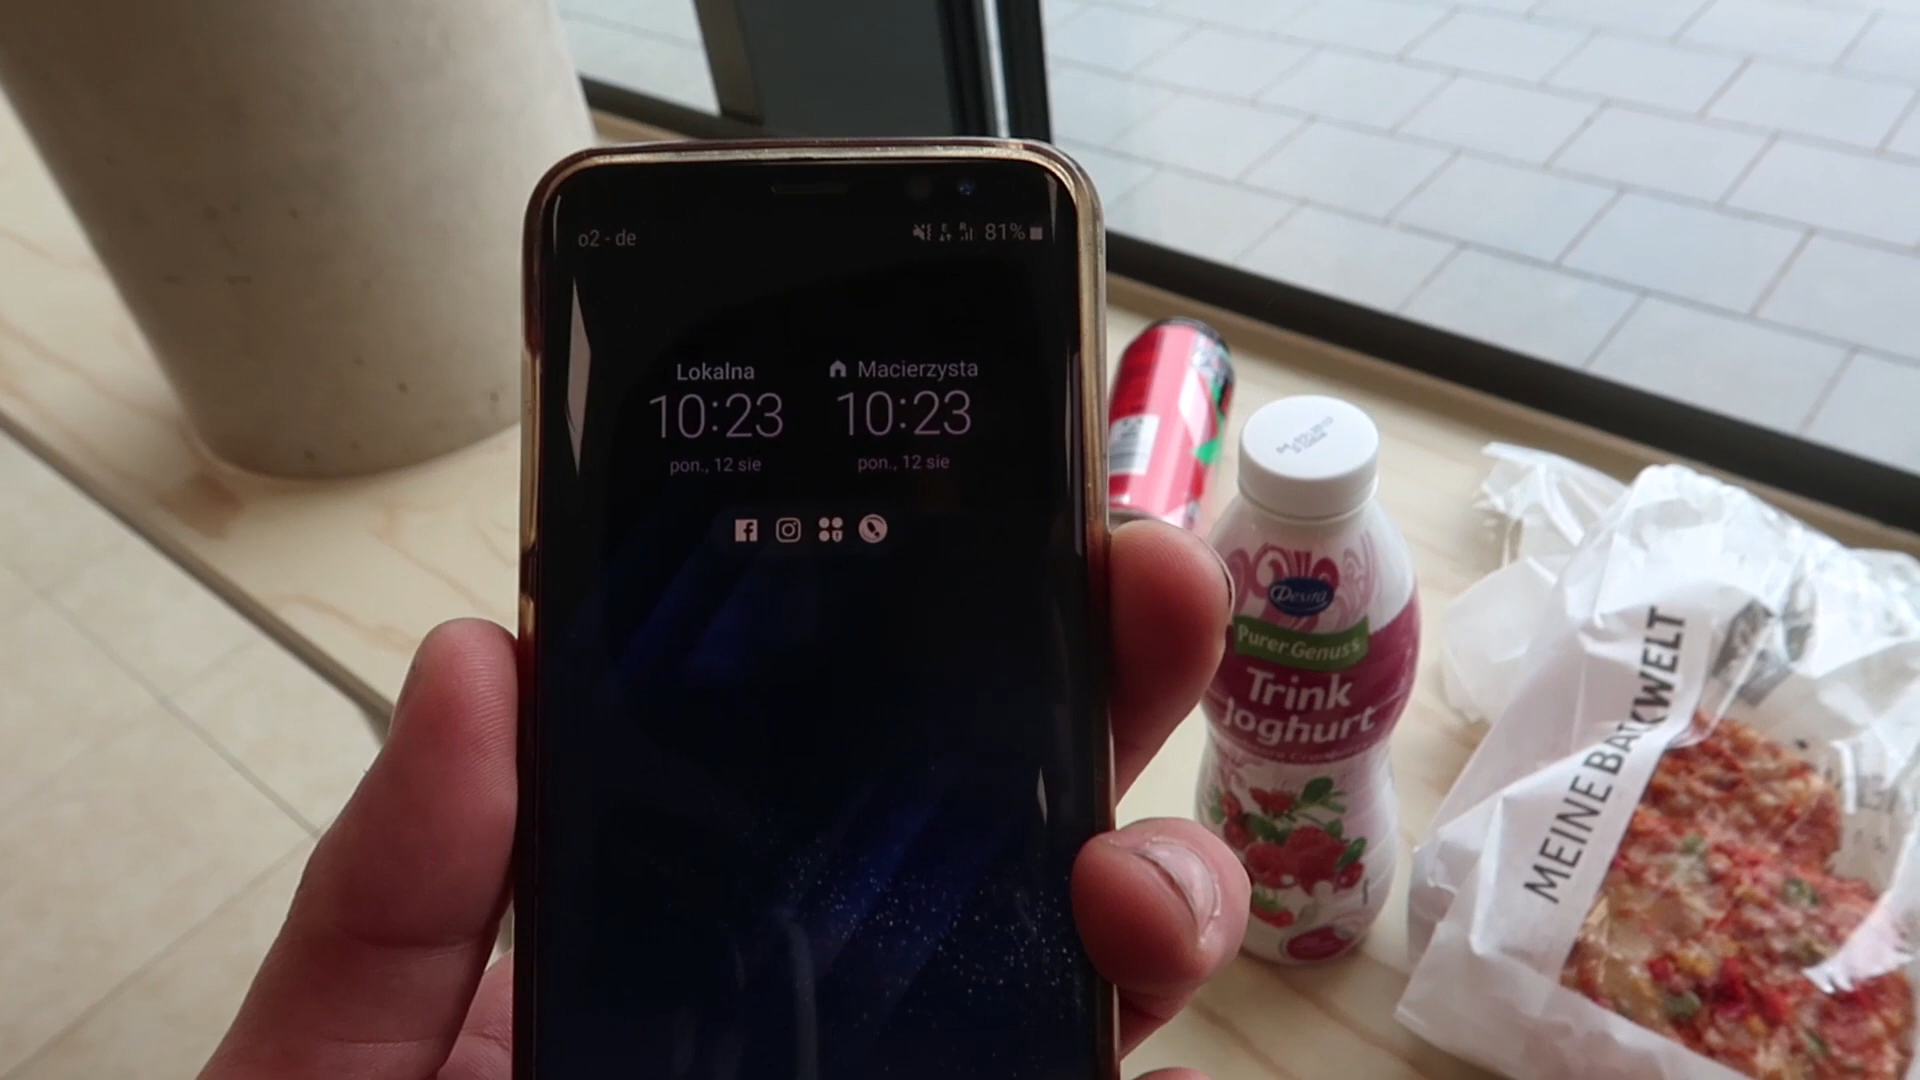 o2 - de
81%
Lokalna
Macierzysta
10:23
10:23
pon., 12 sie
pon., 12 sie
Desira
Purer Genuss
Trink
Joghurt
MEINE BACKWELT